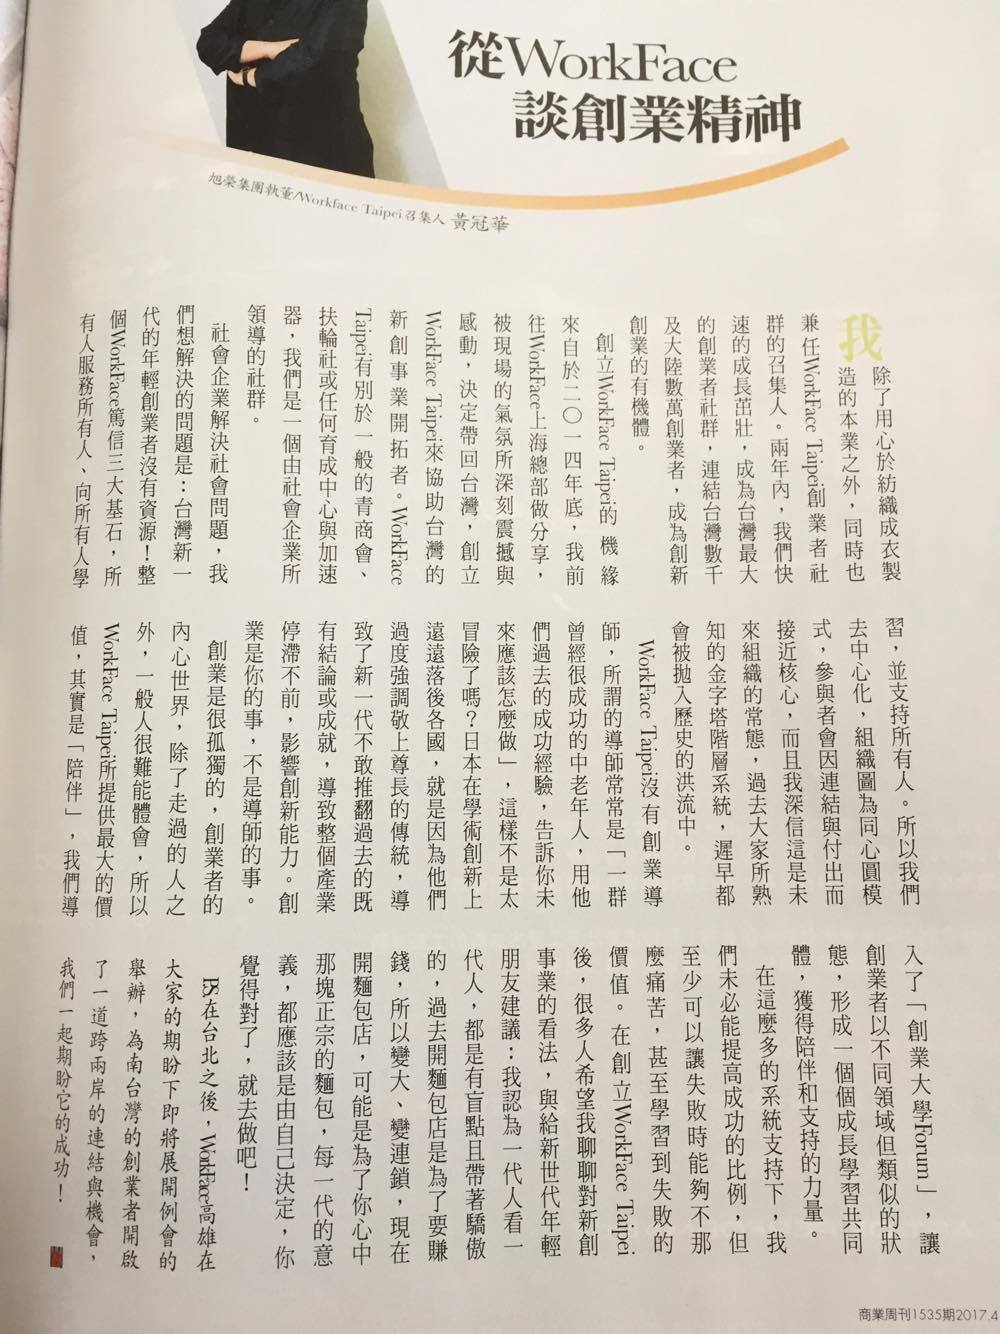 從WorkFace
談創業精神
旭榮集團執董/Workface Taipei召集人 黃冠華
我
除了用心於紡織成衣製
造的本業之外，同時也
兼任WorkFace Taipei創業者社
群的召集人。兩年內，我們快
速的成長茁壯，成為台灣最大
的創業者社群，連結台灣數千
及大陸數萬創業者，成為創新
創業的有機體。
創立WorkFace Taipei的機緣
來自於二〇一四年底，我前
往WorkFace上海總部做分享，
被現場的氣氛所深刻震撼與
感動，決定帶回台灣，創立
WorkFace Taipei來協助台灣的
新創事業開拓者。WorkFace
Taipei有別於一般的青商會、
扶輪社或任何育成中心與加速
器，我們是一個由社會企業所
領導的社群。
社會企業解決社會問題，我
們想解決的問題是：台灣新一
代的年輕創業者沒有資源！整
個WorkFace篤信三大基石，所
有人服務所有人、向所有人學
習，並支持所有人。所以我們
去中心化，組織圖為同心圓模
式，參與者會因連結與付出而
接近核心，而且我深信這是未
來組織的常態，過去大家所熟
知的金字塔階層系統，遲早都
會被拋入歷史的洪流中。
WorkFace Taipei沒有創業導
師，所謂的導師常常是「一群
曾經很成功的中老年人，用他
們過去的成功經驗，告訴你未
來應該怎麼做」，這樣不是太
冒險了嗎？日本在學術創新上
遠遠落後各國，就是因為他們
過度強調敬上尊長的傳統，導
致了新一代不敢推翻過去的既
有結論或成就，導致整個產業
停滯不前，影響創新能力。創
業是你的事，不是導師的事。
創業是很孤獨的，創業者的
內心世界，除了走過的人之
外，一般人很難能體會，所以
WorkFace Taipei所提供最大的價
值，其實是「陪伴」，我們導
入了「創業大學Forum」，讓
創業者以不同領域但類似的狀
態，形成一個個成長學習共同
體，獲得陪伴和支持的力量。
在這麼多的系統支持下，我
們未必能提高成功的比例，但
至少可以讓失敗時能夠不那
麼痛苦，甚至學習到失敗的
價值。在創立WorkFace Taipei
後，很多人希望我聊聊對新創
事業的看法，與給新世代年輕
朋友建議：我認為一代人看一
代人，都是有盲點且帶著驕傲
的，過去開麵包店是為了要賺
錢，所以變大、變連鎖，現在
開麵包店，可能是為了你心中
那塊正宗的麵包，每一代的意
義，都應該是由自己決定，你
覺得對了，就去做吧！
在台北之後，WorkFace高雄在
大家的期盼下即將展開例會的
舉辦，為南台灣的創業者開啟
了一道跨兩岸的連結與機會，
我們一起期盼它的成功！
商業周刊1535期2017.4